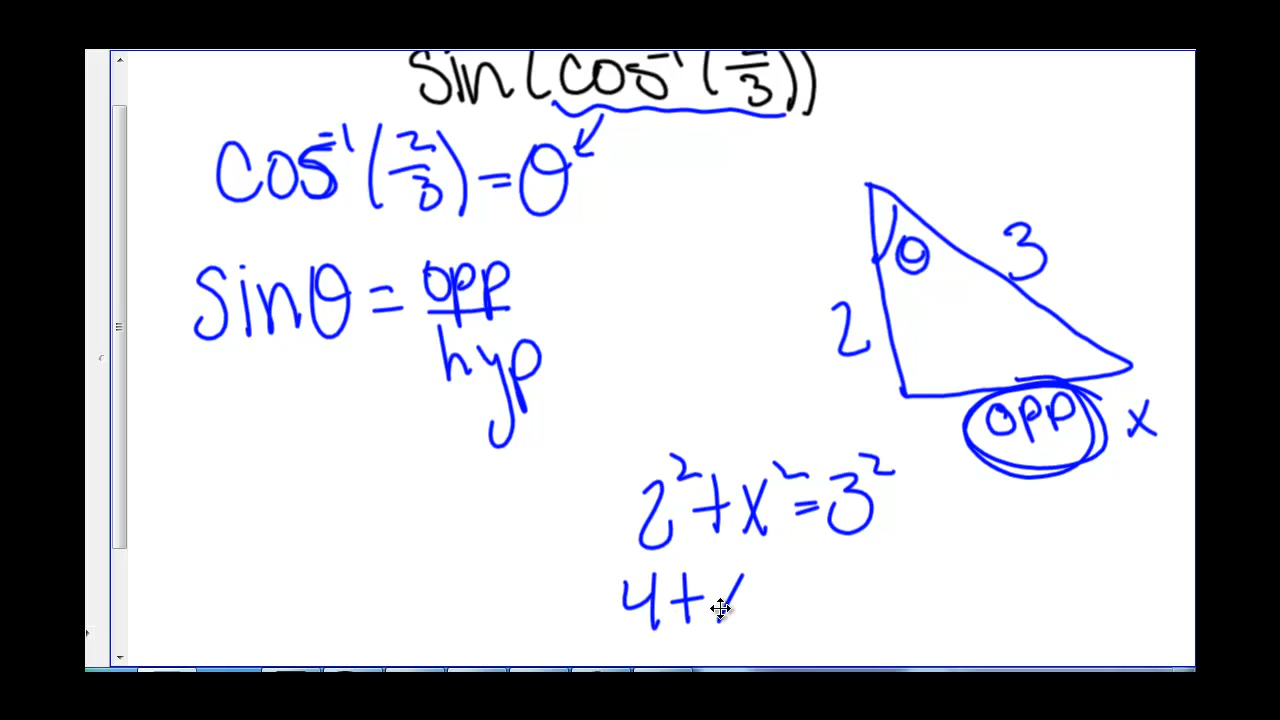 sin(cos⁻¹(2/3))
cos⁻¹(2/3) = θ
sinθ = opp/hyp
θ
3
2
opp x
2² + x² = 3²
4 +